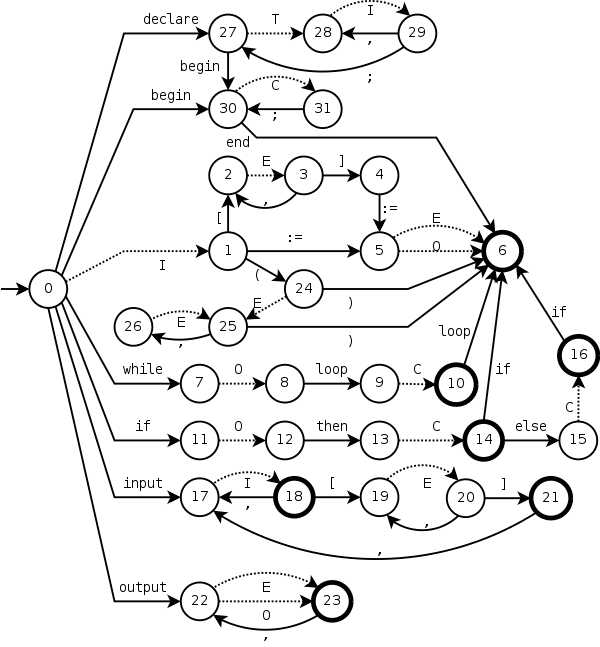 declare
27
T
28
I
29
,
;
begin
begin
30
C
31
;
end
2
E
3
]
4
,
[
:=
1
:=
5
E
O
6
I
(
24
)
0
E
26
E
25
,
)
while
7
O
8
loop
9
C
10
loop
if
if
16
if
11
O
12
then
13
C
14
else
15
C
input
17
I
18
[
19
E
20
]
21
,
,
,
output
22
E
O
23
,